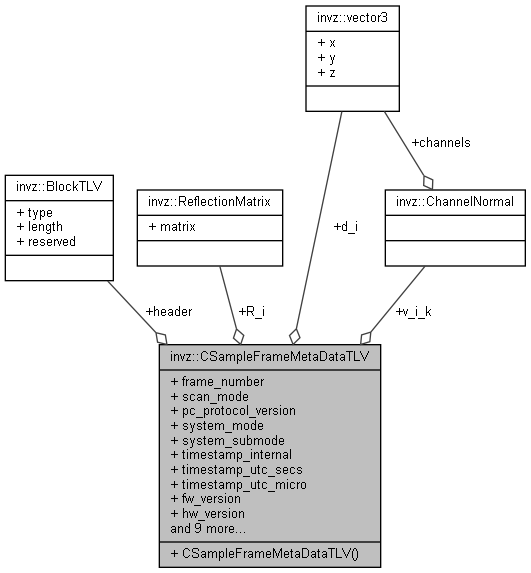 invz::vector3
+ x
+ y
+ z
+channels
invz::BlockTLV
+ type
+ length
+ reserved
invz::ReflectionMatrix
+ matrix
invz::ChannelNormal
+d_i
+header
+R_i
+v_i_k
invz::CSampleFrameMetaDataTLV
+ frame_number
+ scan_mode
+ pc_protocol_version
+ system_mode
+ system_submode
+ timestamp_internal
+ timestamp_utc_secs
+ timestamp_utc_micro
+ fw_version
+ hw_version
and 9 more...
+ CSampleFrameMetaDataTLV()